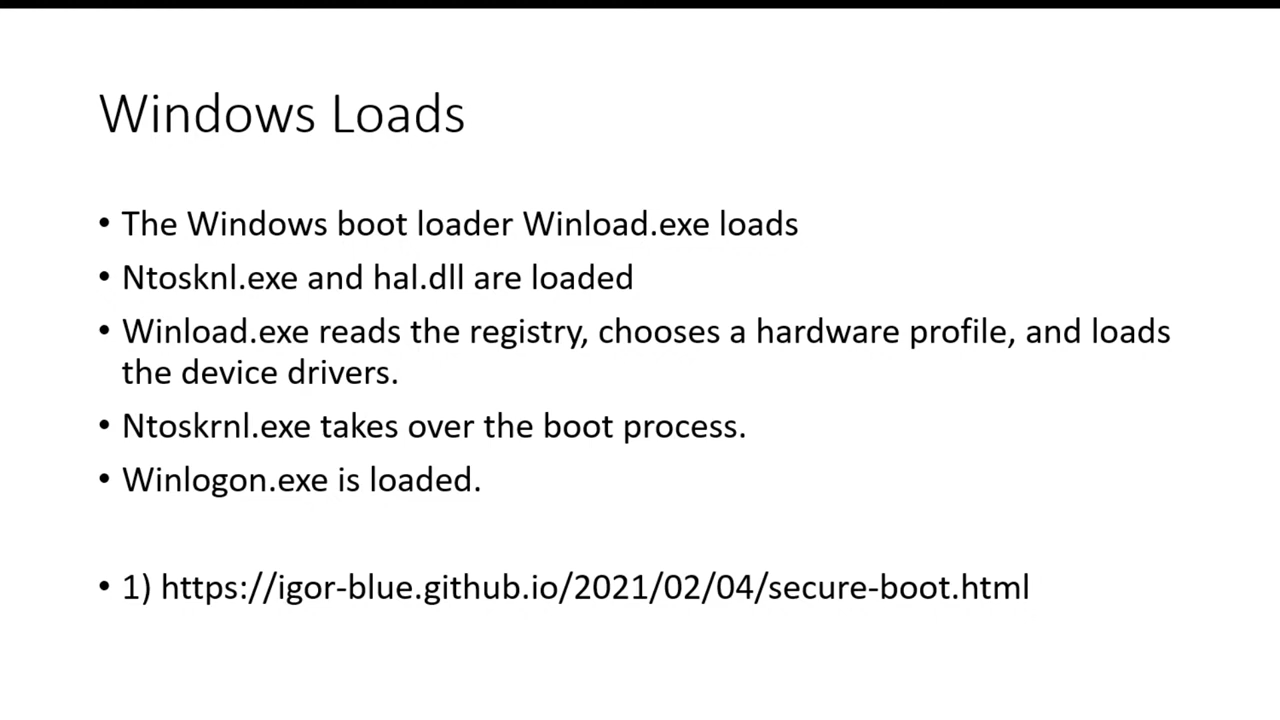 Windows Loads
• The Windows boot loader Winload.exe loads
• Ntosknl.exe and hal.dll are loaded
• Winload.exe reads the registry, chooses a hardware profile, and loads
the device drivers.
• Ntoskrnl.exe takes over the boot process.
• Winlogon.exe is loaded.
• 1) https://igor-blue.github.io/2021/02/04/secure-boot.html